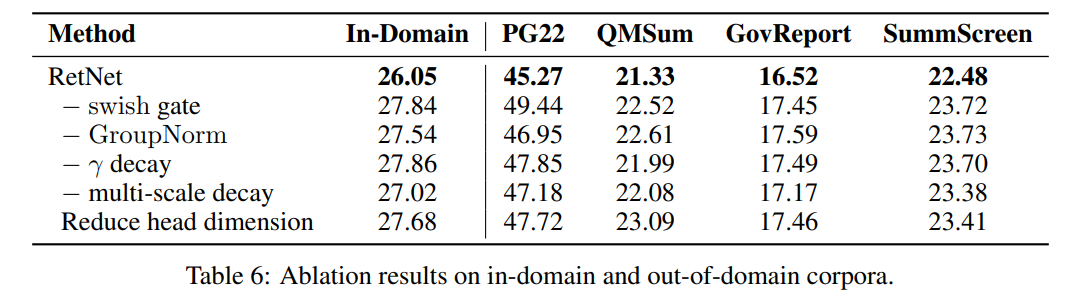 Method In-Domain PG22 QMSum GovReport SummScreen
RetNet 26.05 45.27 21.33 16.52 22.48
− swish gate 27.84 49.44 22.52 17.45 23.72
− GroupNorm 27.54 46.95 22.61 17.59 23.73
− γ decay 27.86 47.85 21.99 17.49 23.70
− multi-scale decay 27.02 47.18 22.08 17.17 23.38
Reduce head dimension 27.68 47.72 23.09 17.46 23.41
Table 6: Ablation results on in-domain and out-of-domain corpora.